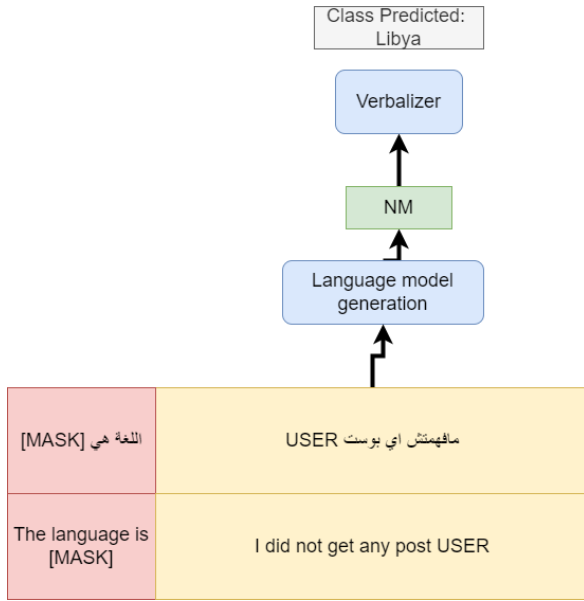 Class Predicted:
Libya
Verbalizer
NM
Language model
generation
اللغة هي [MASK]
مافهمتش اي بوست USER
The language is
[MASK]
I did not get any post USER